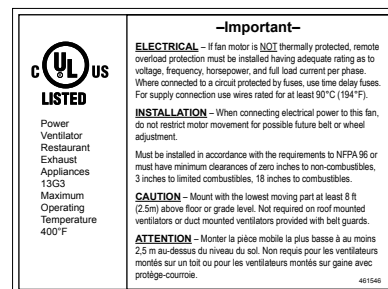 c UL US
LISTED
Power
Ventilator
Restaurant
Exhaust
Appliances
13G3
Maximum
Operating
Temperature
400°F
–Important–
ELECTRICAL – If fan motor is NOT thermally protected, remote
overload protection must be installed having adequate rating as to
voltage, frequency, horsepower, and full load current per phase.
Where connected to a circuit protected by fuses, use time delay fuses.
For supply connection use wires rated for at least 90°C (194°F).
INSTALLATION – When connecting electrical power to this fan,
do not restrict motor movement for possible future belt or wheel
adjustment.
Must be installed in accordance with the requirements to NFPA 96 or
must have minimum clearances of zero inches to non-combustibles,
3 inches to limited combustibles, 18 inches to combustibles.
CAUTION – Mount with the lowest moving part at least 8 ft
(2.5m) above floor or grade level. Not required on roof mounted
ventilators or duct mounted ventilators provided with belt guards.
ATTENTION – Monter la pièce mobile la plus basse à au moins
2,5 m au-dessus du niveau du sol. Non requis pour les ventilateurs
montés sur un toit ou pour les ventilateurs montés sur gaine avec
protège-courroie.
461546